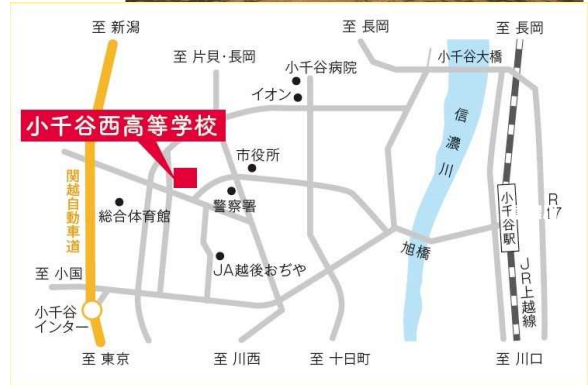 至 新潟
至 片貝・長岡
至 長岡
至 長岡
小千谷病院
小千谷大橋
イオン
小千谷西高等学校
信濃川
市役所
関越自動車道
警察署
総合体育館
小千谷駅
R
17
旭橋
JA越後おぢや
JR上越線
至 小国
小千谷
インター
至 東京
至 川西
至 十日町
至 川口